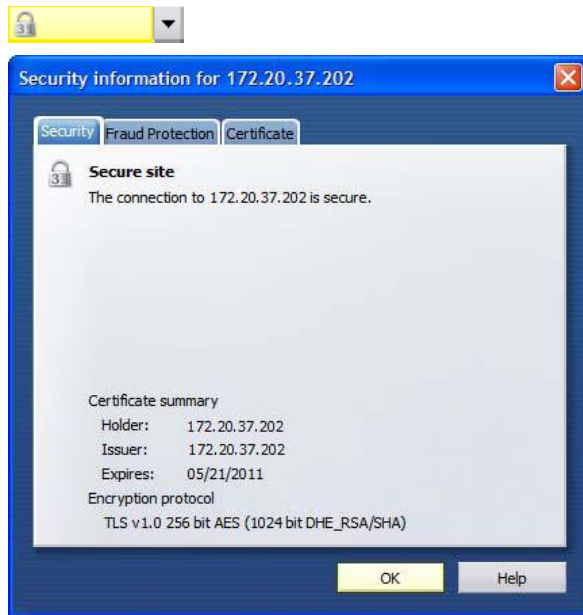 3
Security information for 172.20.37.202
Security Fraud Protection Certificate
3
Secure site
The connection to 172.20.37.202 is secure.
Certificate summary
Holder: 172.20.37.202
Issuer: 172.20.37.202
Expires: 05/21/2011
Encryption protocol
TLS v1.0 256 bit AES (1024 bit DHE_RSA/SHA)
OK Help